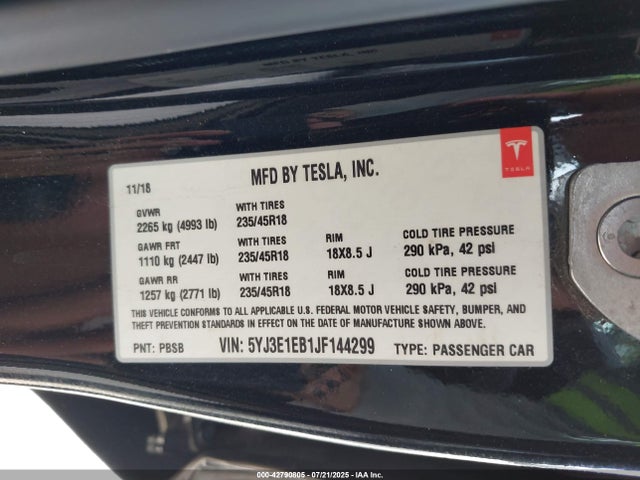 MFD BY TESLA, INC.
TESLA
11/18
GVWR
2265 kg (4993 lb)
WITH TIRES
235/45R18
GAWR FRT
1110 kg (2447 lb)
WITH TIRES
235/45R18
RIM
18X8.5 J
COLD TIRE PRESSURE
290 kPa, 42 psi
GAWR RR
1257 kg (2771 lb)
WITH TIRES
235/45R18
RIM
18X8.5 J
COLD TIRE PRESSURE
290 kPa, 42 psi
THIS VEHICLE CONFORMS TO ALL APPLICABLE U.S. FEDERAL MOTOR VEHICLE SAFETY, BUMPER, AND
THEFT PREVENTION STANDARDS IN EFFECT ON THE DATE OF MANUFACTURE SHOWN ABOVE.
PNT: PBSB
VIN: 5YJ3E1EB1JF144299
TYPE: PASSENGER CAR
000-42790805 - 07/21/2025 - IAA Inc.